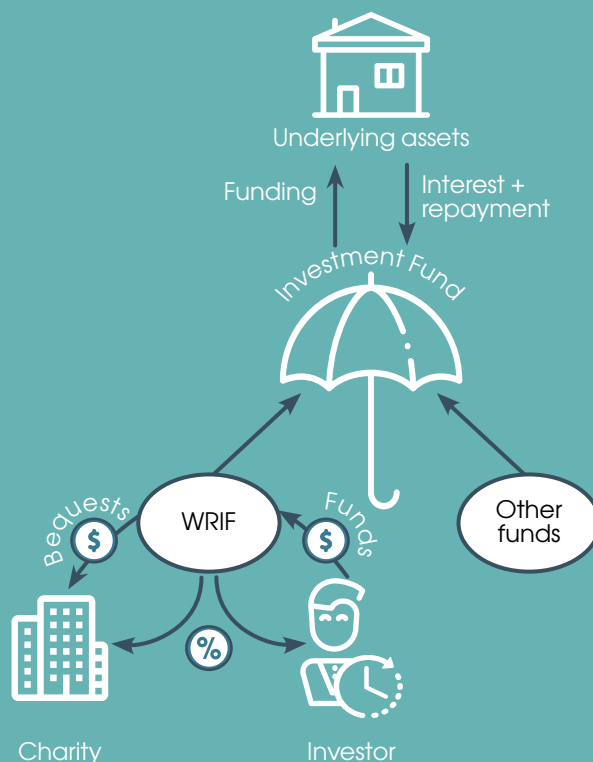 Underlying assets
Funding
Interest +
repayment
Investment Fund
Bequests
$
WRIF
Funds
$
Other
funds
%
Charity
Investor